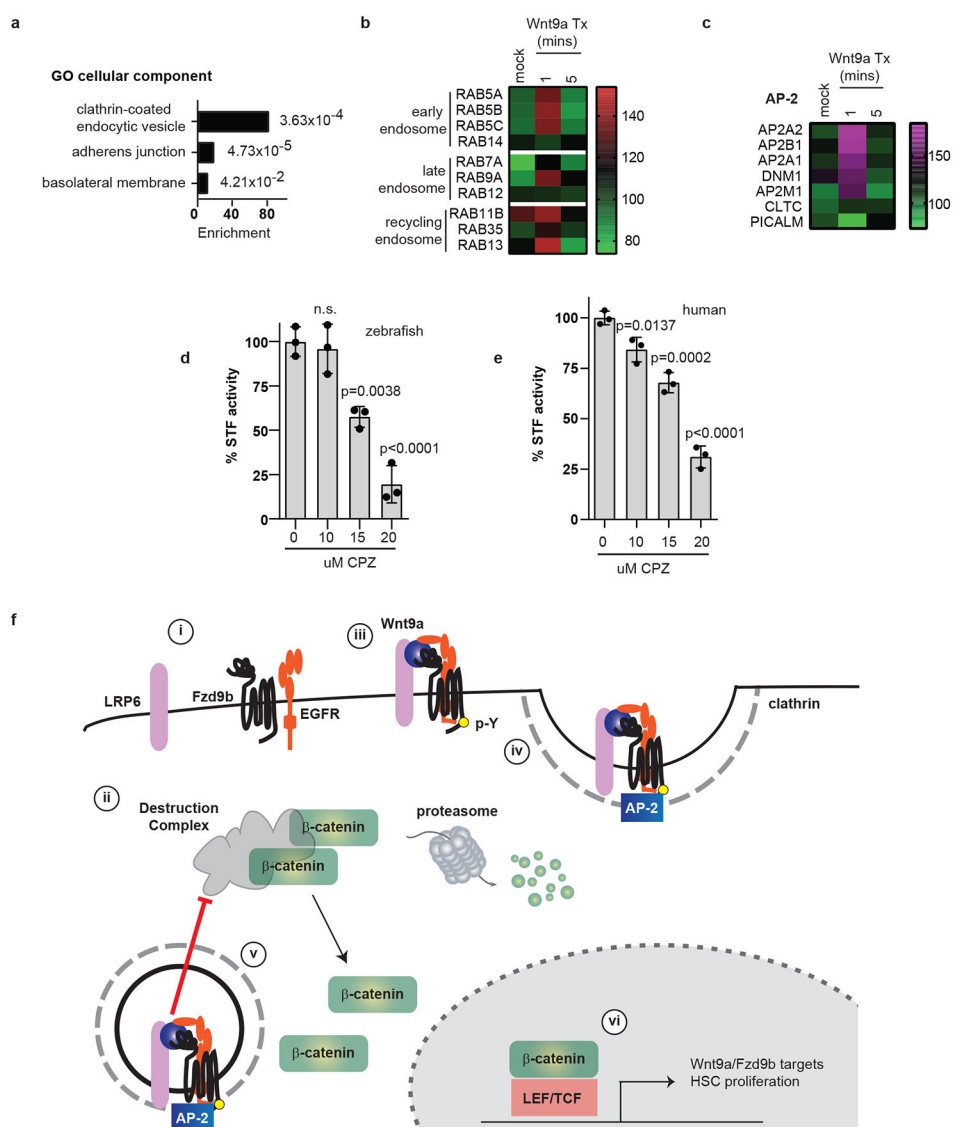 a
GO cellular component
clathrin-coated
endocytic vesicle
3.63x10⁻⁴
adherens junction
4.73x10⁻⁵
basolateral membrane
4.21x10⁻²
0 40 80
Enrichment
b
Wnt9a Tx
(mins)
mock 1 5
early
endosome
RAB5A
RAB5B
RAB5C
RAB14
late
endosome
RAB7A
RAB9A
RAB12
recycling
endosome
RAB11B
RAB35
RAB13
140
120
100
80
c
Wnt9a Tx
(mins)
AP-2
mock 1 5
AP2A2
AP2B1
AP2A1
DNM1
AP2M1
CLTC
PICALM
150
100
d
zebrafish
n.s.
p=0.0038
p<0.0001
% STF activity
100
75
50
25
0
0 10 15 20
uM CPZ
e
human
p=0.0137
p=0.0002
p<0.0001
% STF activity
100
75
50
25
0
0 10 15 20
uM CPZ
f
i
LRP6
Fzd9b
EGFR
iii
Wnt9a
p-Y
iv
clathrin
AP-2
ii
Destruction
Complex
β-catenin
β-catenin
proteasome
v
AP-2
β-catenin
β-catenin
vi
β-catenin
LEF/TCF
Wnt9a/Fzd9b targets
HSC proliferation